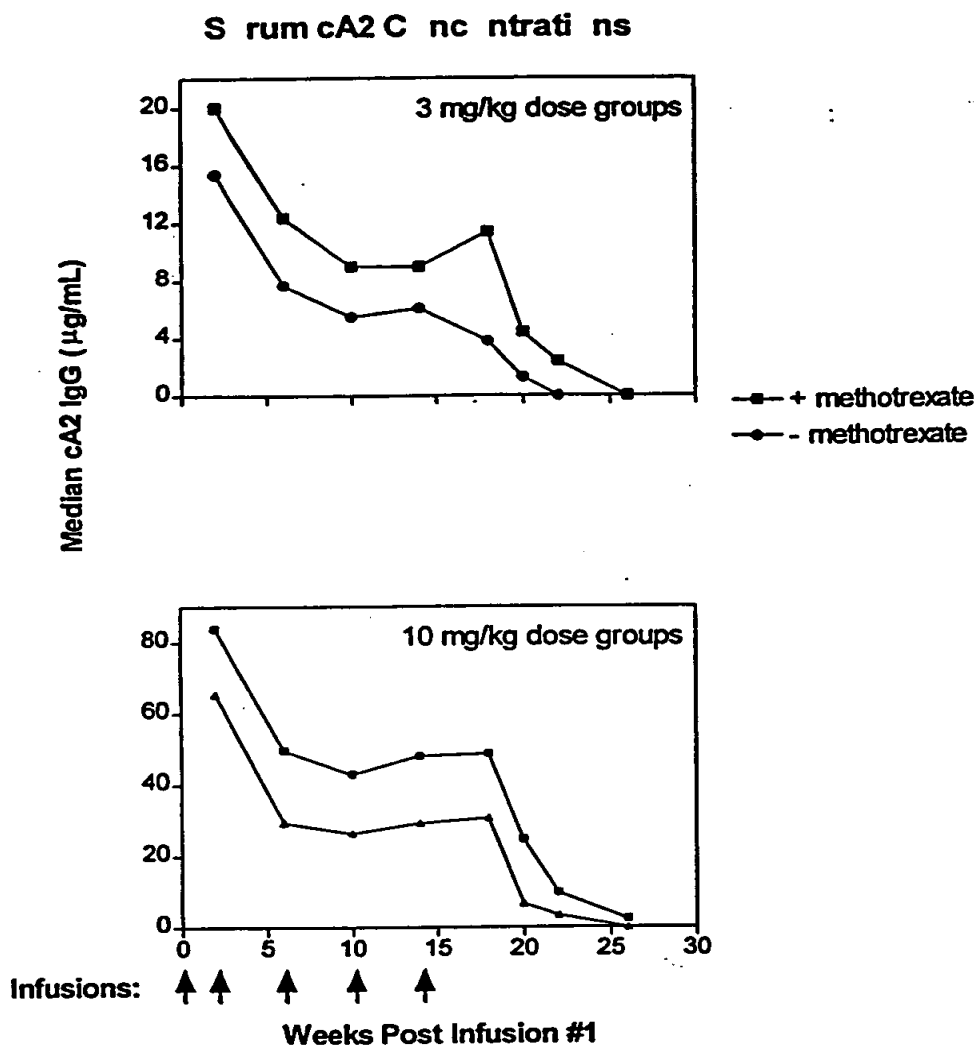 S rum cA2 C nc ntrati ns
3 mg/kg dose groups
20
16
12
8
4
0
Median cA2 IgG (µg/mL)
+ methotrexate
- methotrexate
10 mg/kg dose groups
80
60
40
20
0
0 5 10 15 20 25 30
Infusions:
Weeks Post Infusion #1